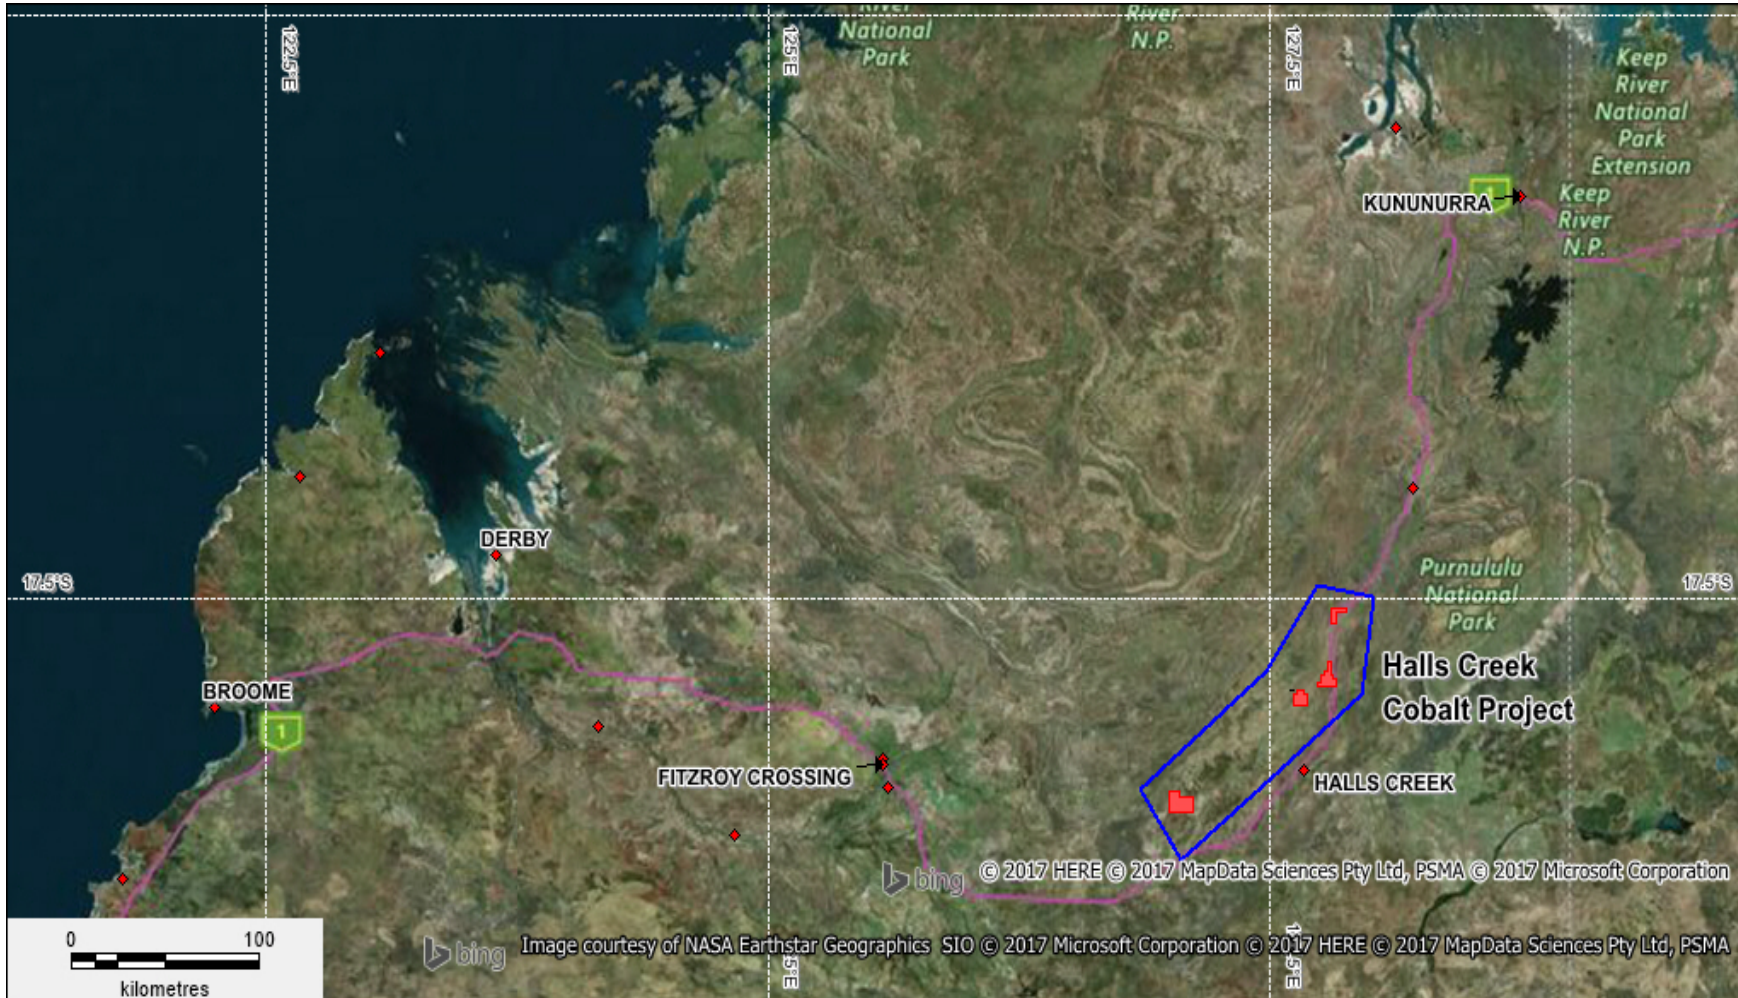 River
National
Park
River
N.P.
122.5°E
125°E
127.5°E
Keep
River
National
Park
Extension
1
KUNUNURRA
Keep
River
N.P.
DERBY
17.5°S
17.5°S
Purnululu
National
Park
BROOME
1
Halls Creek
Cobalt Project
FITZROY CROSSING
HALLS CREEK
bing
© 2017 HERE © 2017 MapData Sciences Pty Ltd, PSMA © 2017 Microsoft Corporation
0 100
kilometres
bing
Image courtesy of NASA Earthstar Geographics SIO © 2017 Microsoft Corporation © 2017 HERE © 2017 MapData Sciences Pty Ltd, PSMA